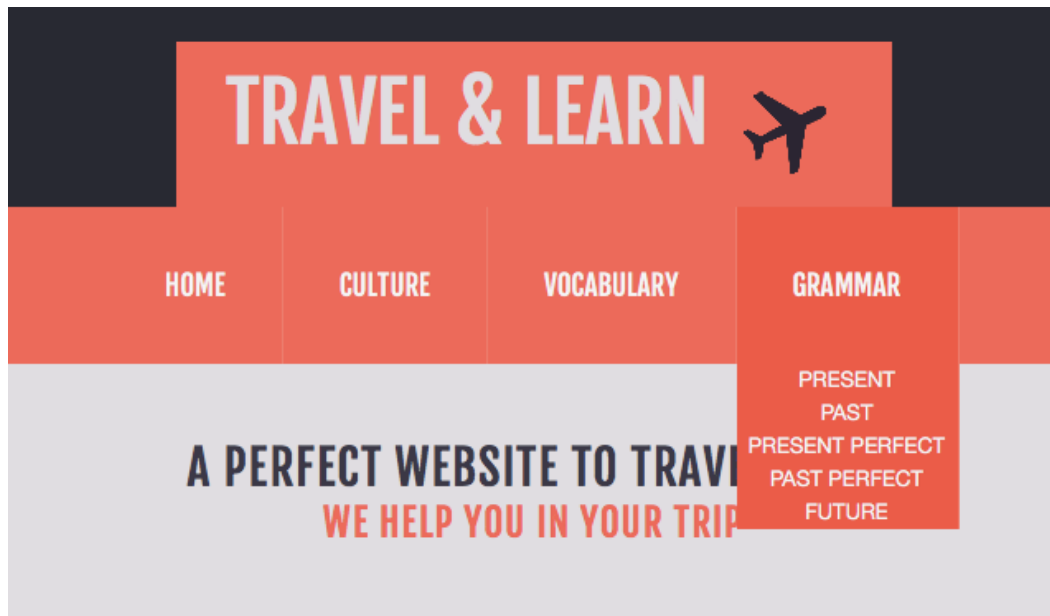 TRAVEL & LEARN
HOME CULTURE VOCABULARY GRAMMAR
PRESENT
PAST
PRESENT PERFECT
PAST PERFECT
FUTURE
A PERFECT WEBSITE TO
WE HELP YOU IN YOUR TRIP